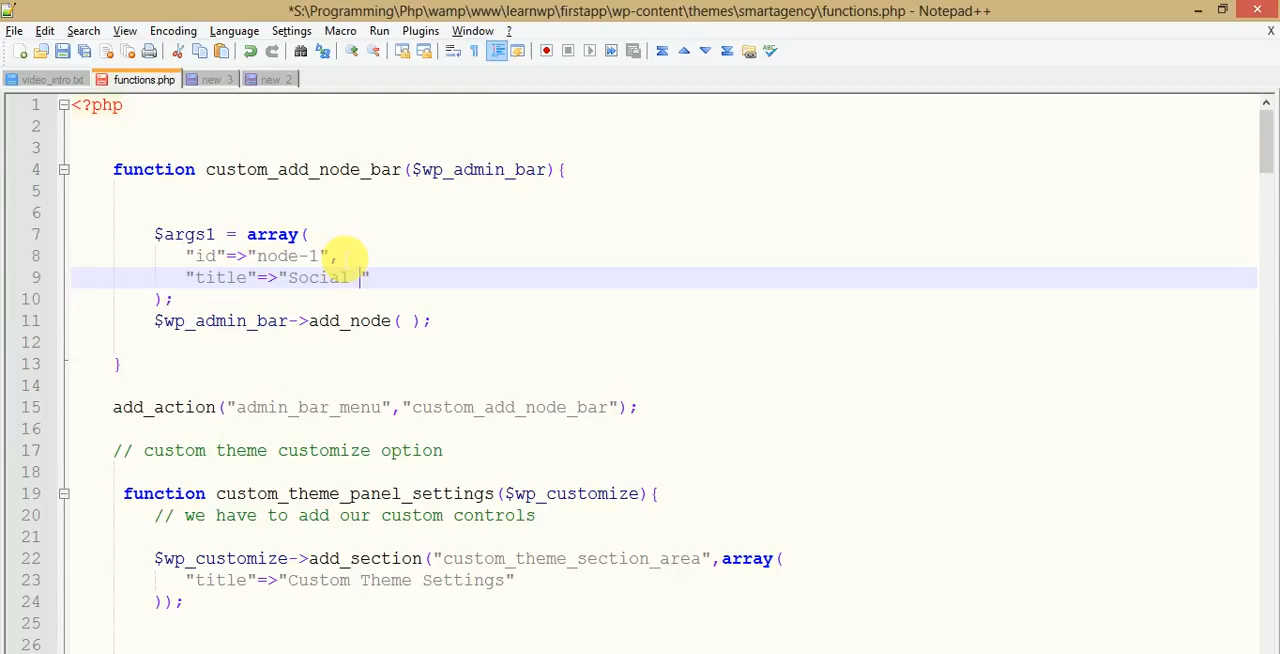 *S:\Programming\Php\wamp\www\learnwp\firstapp\wp-content\themes\smartagency\functions.php - Notepad++
File Edit Search View Encoding Language Settings Macro Run Plugins Window ? X
video_intro.txt functions.php new 3 new 2
1 <?php
2
3
4 function custom_add_node_bar($wp_admin_bar){
5
6
7 $args1 = array(
8 "id"=>"node-1",
9 "title"=>"Social "
10 );
11 $wp_admin_bar->add_node( );
12
13 }
14
15 add_action("admin_bar_menu","custom_add_node_bar");
16
17 // custom theme customize option
18
19 function custom_theme_panel_settings($wp_customize){
20 // we have to add our custom controls
21
22 $wp_customize->add_section("custom_theme_section_area",array(
23 "title"=>"Custom Theme Settings"
24 ));
25
26